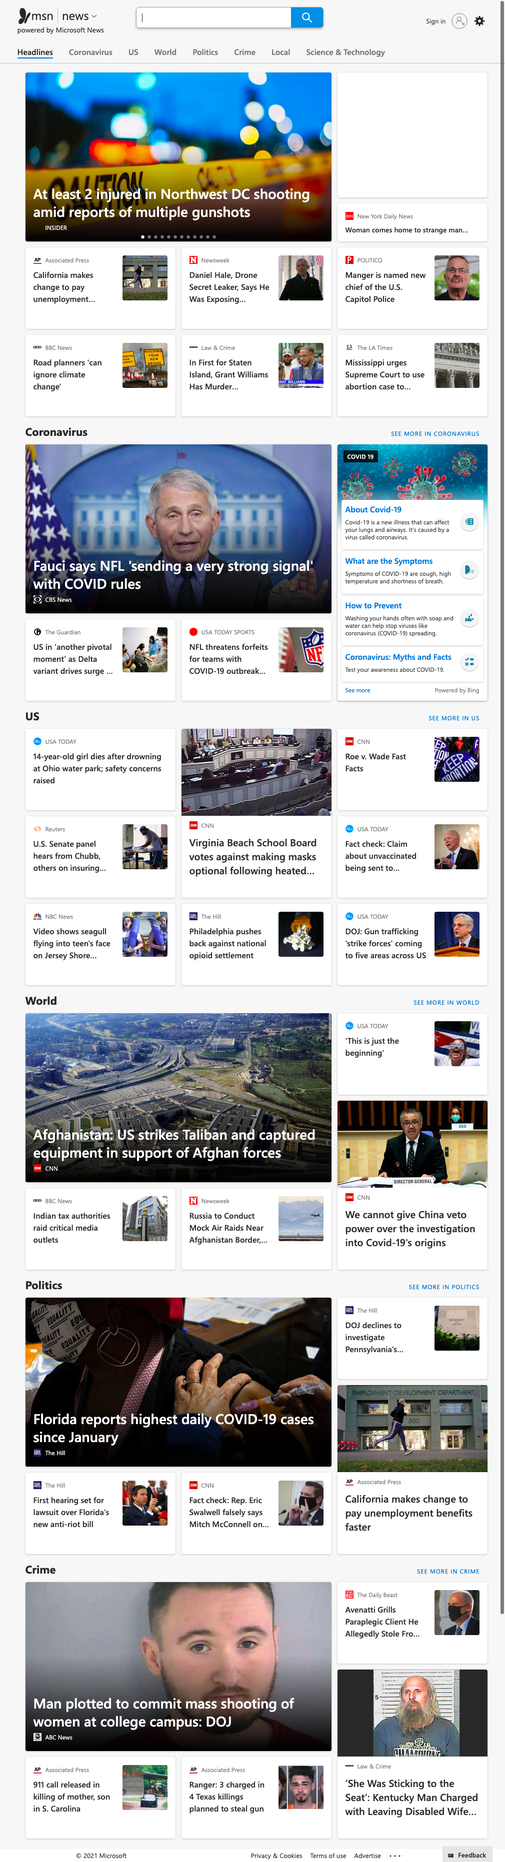 msn news
powered by Microsoft News
Sign in
Headlines Coronavirus US World Politics Crime Local Science & Technology
CAUTION
At least 2 injured in Northwest DC shooting
amid reports of multiple gunshots
INSIDER
New York Daily News
Woman comes home to strange man...
Associated Press
California makes
change to pay
unemployment...
Newsweek
Daniel Hale, Drone
Secret Leaker, Says He
Was Exposing...
POLITICO
Manger is named new
chief of the U.S.
Capitol Police
BBC News
Road planners 'can
ignore climate
change'
Law & Crime
In First for Staten
Island, Grant Williams
Has Murder...
The LA Times
Mississippi urges
Supreme Court to use
abortion case to...
Coronavirus
SEE MORE IN CORONAVIRUS
Fauci says NFL 'sending a very strong signal'
with COVID rules
CBS News
COVID 19
About Covid-19
Covid-19 is a new illness that can affect
your lungs and airways. It's caused by a
virus called coronavirus.
What are the Symptoms
Symptoms of COVID-19 are cough, high
temperature and shortness of breath.
How to Prevent
Washing your hands often with soap and
water can help stop viruses like
coronavirus (COVID-19) spreading.
Coronavirus: Myths and Facts
Test your awareness about COVID-19.
See more
Powered by Bing
The Guardian
US in 'another pivotal
moment' as Delta
variant drives surge ...
USA TODAY SPORTS
NFL threatens forfeits
for teams with
COVID-19 outbreak...
US
SEE MORE IN US
USA TODAY
14-year-old girl dies after drowning
at Ohio water park; safety concerns
raised
CNN
Virginia Beach School Board
votes against making masks
optional following heated...
CNN
Roe v. Wade Fast
Facts
Reuters
U.S. Senate panel
hears from Chubb,
others on insuring...
USA TODAY
Fact check: Claim
about unvaccinated
being sent to...
NBC News
Video shows seagull
flying into teen's face
on Jersey Shore...
The Hill
Philadelphia pushes
back against national
opioid settlement
USA TODAY
DOJ: Gun trafficking
'strike forces' coming
to five areas across US
World
SEE MORE IN WORLD
Afghanistan: US strikes Taliban and captured
equipment in support of Afghan forces
CNN
USA TODAY
'This is just the
beginning'
DIRECTOR-GENERAL
CNN
We cannot give China veto
power over the investigation
into Covid-19's origins
BBC News
Indian tax authorities
raid critical media
outlets
Newsweek
Russia to Conduct
Mock Air Raids Near
Afghanistan Border,...
Politics
SEE MORE IN POLITICS
Florida reports highest daily COVID-19 cases
since January
The Hill
The Hill
DOJ declines to
investigate
Pennsylvania's...
EMPLOYMENT DEVELOPMENT DEPARTMENT
800
Associated Press
California makes change to
pay unemployment benefits
faster
The Hill
First hearing set for
lawsuit over Florida's
new anti-riot bill
CNN
Fact check: Rep. Eric
Swalwell falsely says
Mitch McConnell on...
Crime
SEE MORE IN CRIME
Man plotted to commit mass shooting of
women at college campus: DOJ
ABC News
The Daily Beast
Avenatti Grills
Paraplegic Client He
Allegedly Stole Fro...
Law & Crime
'She Was Sticking to the
Seat': Kentucky Man Charged
with Leaving Disabled Wife...
Associated Press
911 call released in
killing of mother, son
in S. Carolina
Associated Press
Ranger: 3 charged in
4 Texas killings
planned to steal gun
© 2021 Microsoft
Privacy & Cookies Terms of use Advertise
Feedback